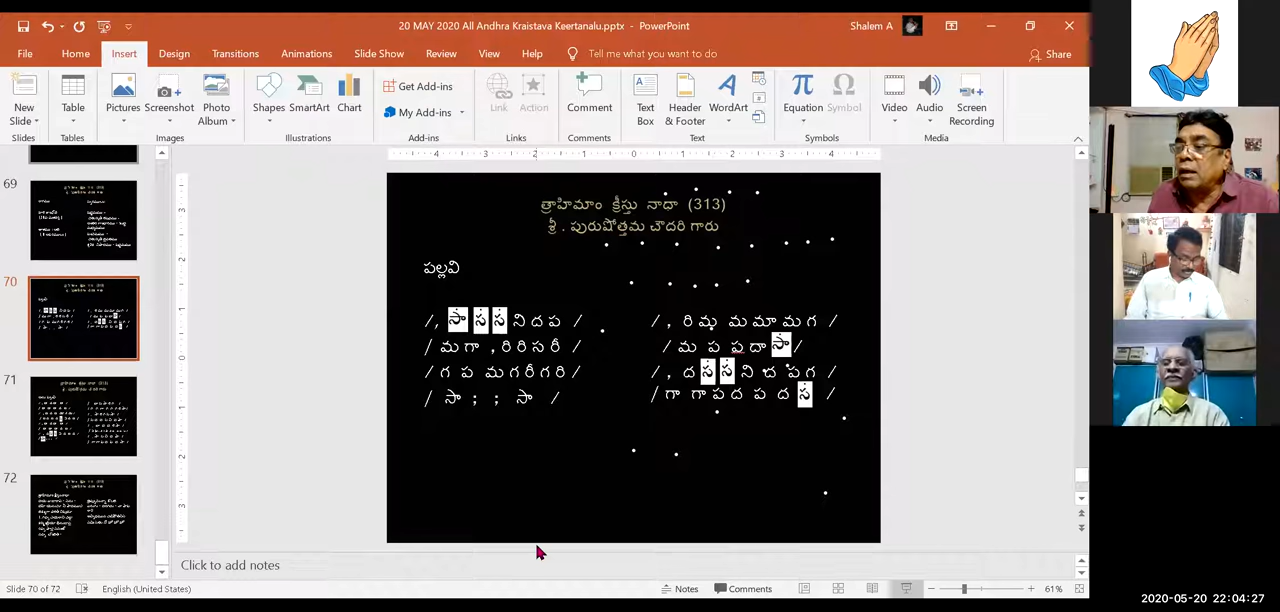 20 MAY 2020 All Andhra Kraistava Keertanalu.pptx - PowerPoint
Shalem A
File Home Insert Design Transitions Animations Slide Show Review View Help Tell me what you want to do Share
New Slide
Table
Pictures Screenshot Photo Album
Shapes SmartArt Chart
Get Add-ins
My Add-ins
Link Action
Comment
Text Box Header & Footer WordArt
Equation Symbol
Video Audio Screen Recording
Slides Tables Images Illustrations Add-ins Links Comments Text Symbols Media
69
70
71
72
త్రాహిమాం క్రీస్తు నాధా (313)
శ్రీ . పురుషోత్తమ చౌదరి గారు
పల్లవి
/, సా స స ని ద ప /
/ మ గా , రి రి స రీ /
/ గ ప మ గ రీ గ రి /
/ సా ; ; సా /
/ , రి మ మ మా మ గ /
/ మ ప ప దా సా /
/ , ద స స ని ద ప గ /
/ గా గా ప ద ప ద స /
Click to add notes
Slide 70 of 72 English (United States) Notes Comments 61%
2020-05-20 22:04:27